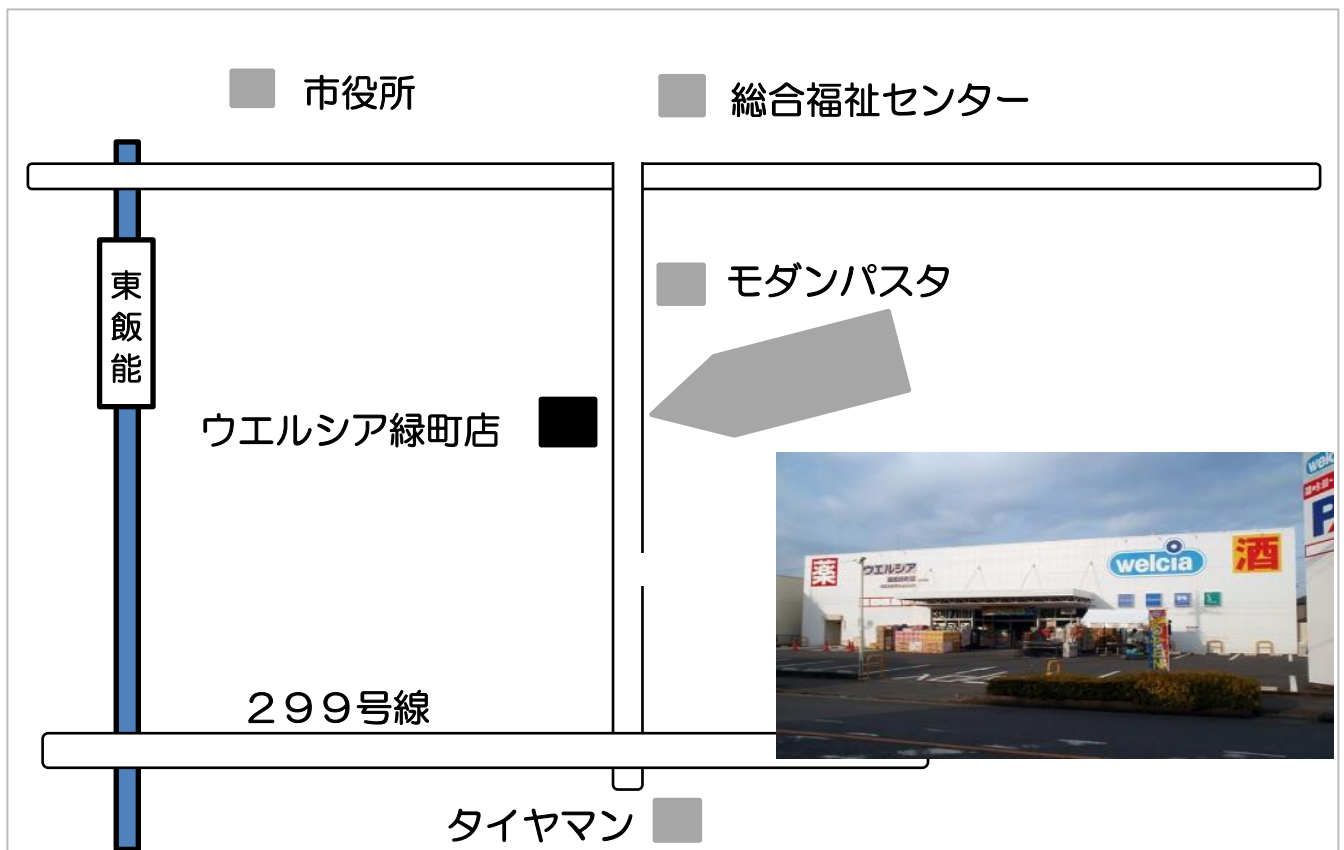 市役所
総合福祉センター
モダンパスタ
東飯能
ウエルシア緑町店
薬
ウエルシア
welcia
酒
299号線
タイヤマン